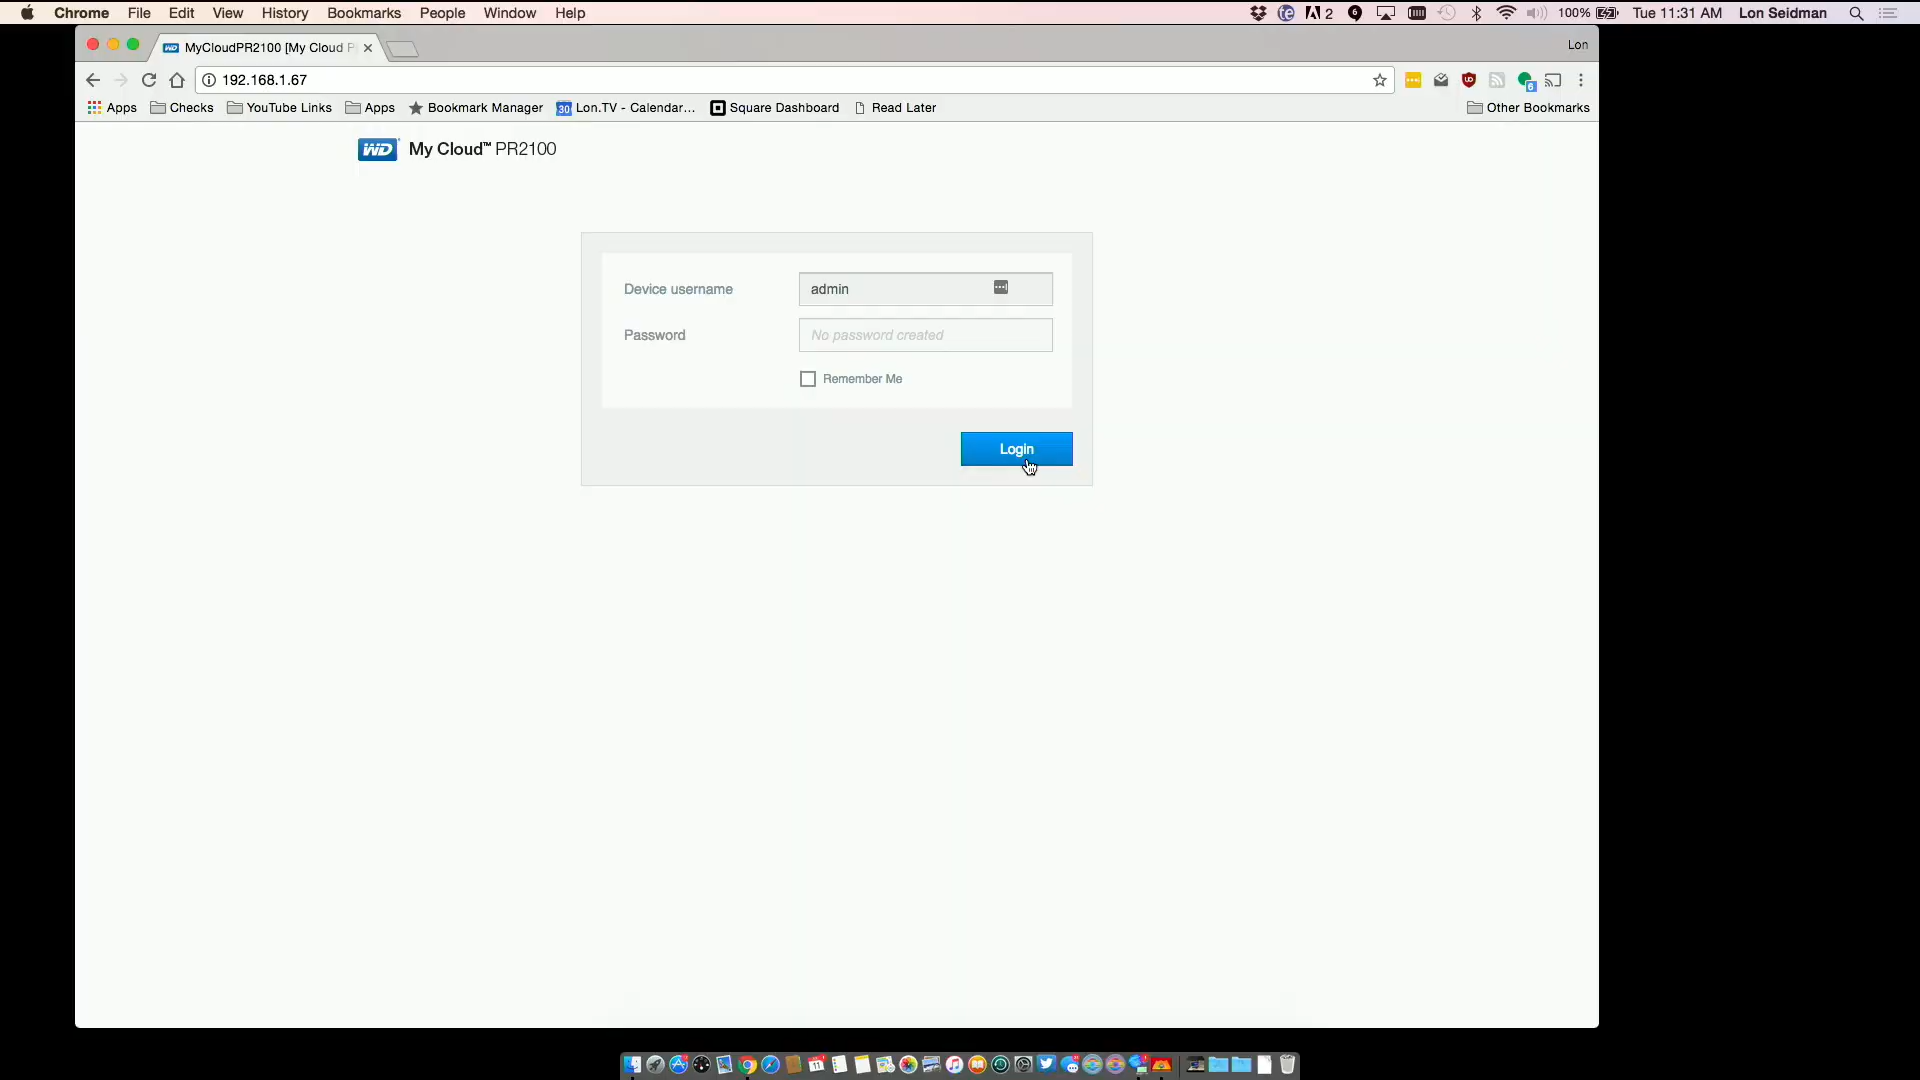 Chrome File Edit View History Bookmarks People Window Help 2 100% Tue 11:31 AM Lon Seidman
MyCloudPR2100 [My Cloud P Lon
192.168.1.67
Apps Checks YouTube Links Apps Bookmark Manager Lon.TV - Calendar... Square Dashboard Read Later Other Bookmarks
WD My Cloud™ PR2100
Device username admin
Password No password created
Remember Me
Login